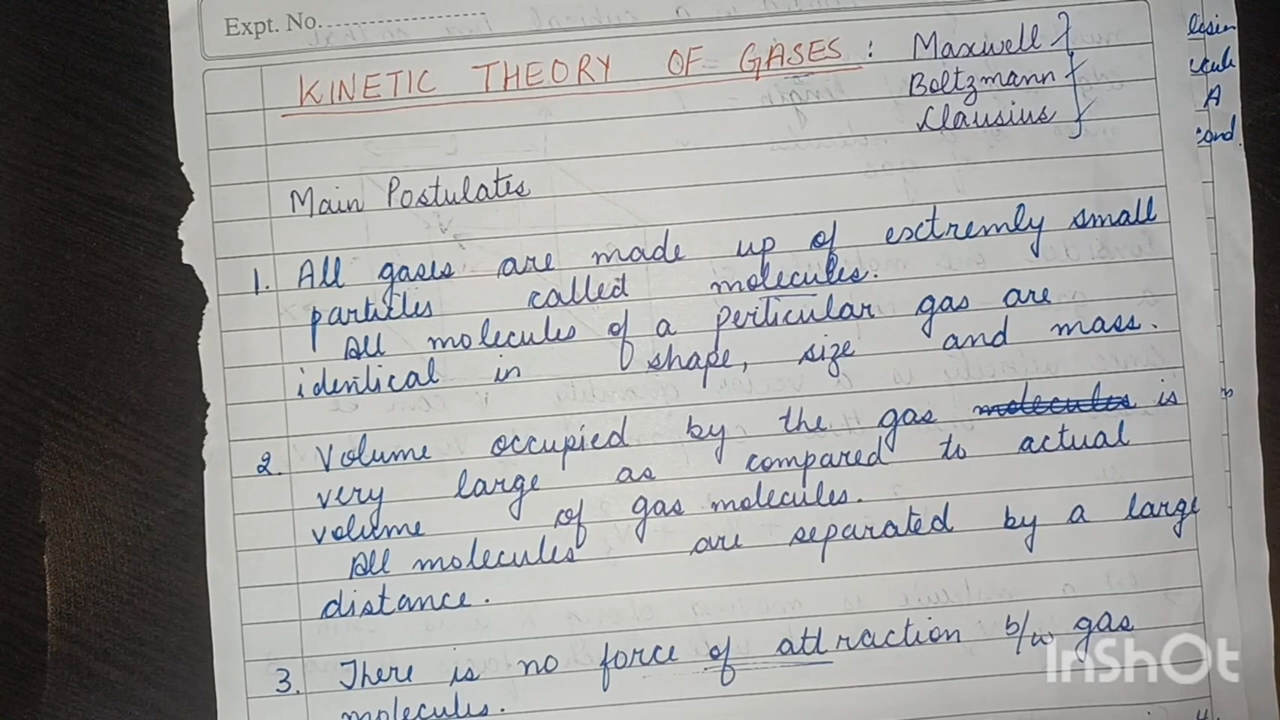 Expt. No.
KINETIC THEORY OF GASES : Maxwell
Boltzmann
Clausius
Main Postulates
1. All gases are made up of esctremly small
particles called molecules.
All molecules of a perticular gas are
identical in shape, size and mass.
2. Volume occupied by the gas molecules is
very large as compared to actual
volume of gas molecules.
All molecules are separated by a large
distance.
3. There is no force of attraction b/w gas
molecules.
InShOt
A